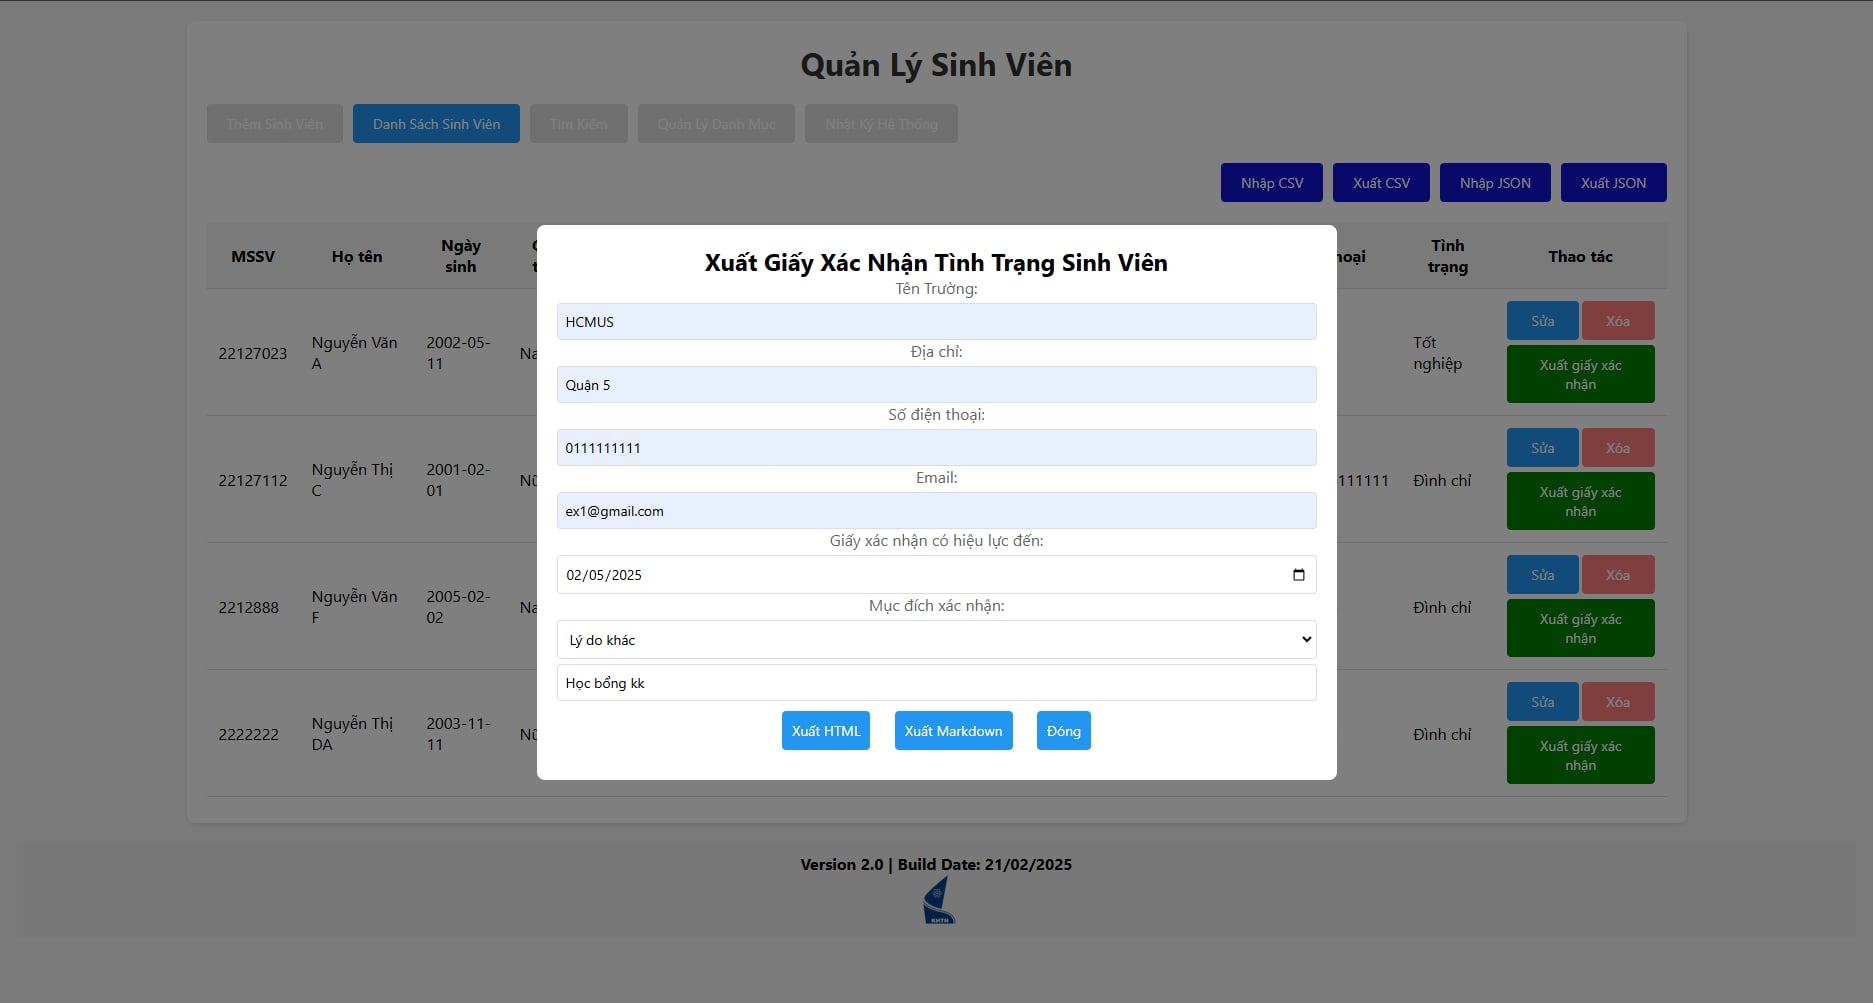 Quản Lý Sinh Viên
Thêm Sinh Viên Danh Sách Sinh Viên Tìm Kiếm Quản Lý Danh Mục Nhật Ký Hệ Thống
Nhập CSV Xuất CSV Nhập JSON Xuất JSON
MSSV Họ tên Ngày sinh Tình trạng Thao tác
22127023 Nguyễn Văn A 2002-05-11 Tốt nghiệp Sửa Xóa
Xuất giấy xác nhận
22127112 Nguyễn Thị C 2001-02-01 111111 Đình chỉ Sửa Xóa
Xuất giấy xác nhận
2212888 Nguyễn Văn F 2005-02-02 Đình chỉ Sửa Xóa
Xuất giấy xác nhận
2222222 Nguyễn Thị DA 2003-11-11 Đình chỉ Sửa Xóa
Xuất giấy xác nhận
Xuất Giấy Xác Nhận Tình Trạng Sinh Viên
Tên Trường:
HCMUS
Địa chỉ:
Quận 5
Số điện thoại:
0111111111
Email:
ex1@gmail.com
Giấy xác nhận có hiệu lực đến:
02/05/2025
Mục đích xác nhận:
Lý do khác
Học bổng kk
Xuất HTML Xuất Markdown Đóng
Version 2.0 | Build Date: 21/02/2025
KHTN